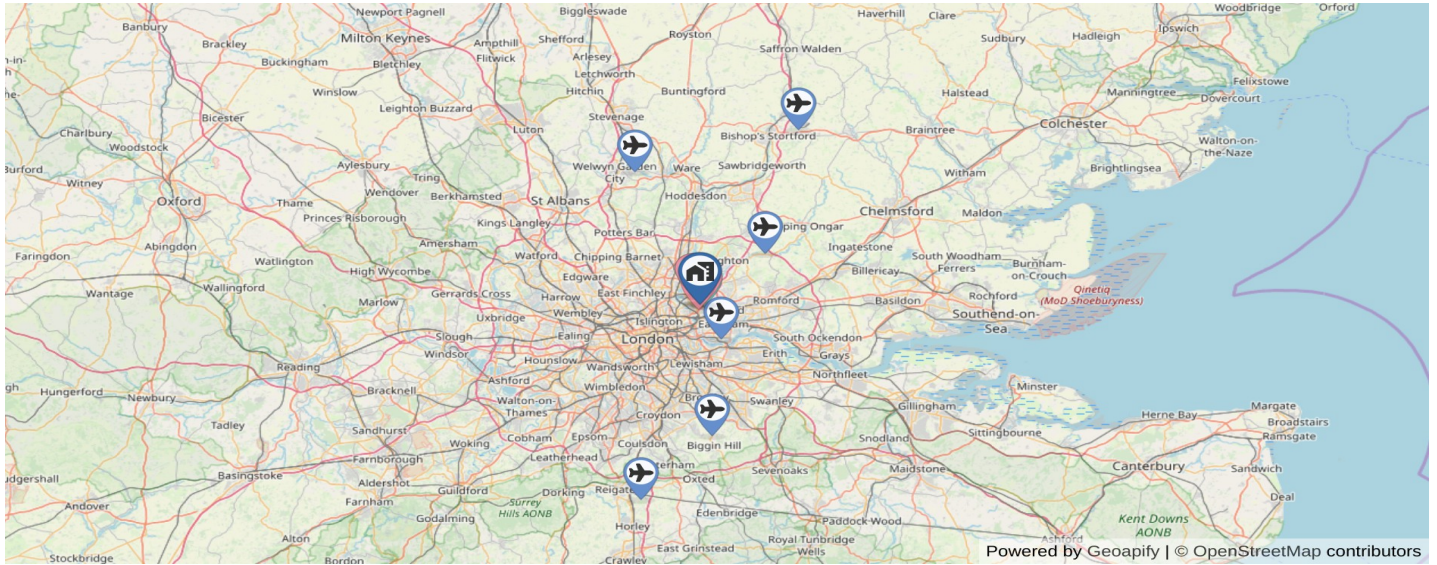 Newport Pagnell
Biggleswade
Haverhill
Clare
Woodbridge
Orford
Banbury
Brackley
Milton Keynes
Ampthill
Shefford
Royston
Saffron Walden
Sudbury
Hadleigh
Ipswich
Buckingham
Bletchley
Flitwick
Arlesey
Letchworth
Hitchin
Buntingford
Halstead
Manningtree
Felixstowe
Dovercourt
Winslow
Leighton Buzzard
Bicester
Stevenage
Luton
Bishop's Stortford
Braintree
Colchester
Charlbury
Woodstock
Walton-on-
the-Naze
Aylesbury
Tring
Welwyn Garden
City
Ware
Sawbridgeworth
Witham
Brightlingsea
Burford
Witney
Oxford
Thame
Wendover
Berkhamsted
St Albans
Hoddesdon
Chelmsford
Maldon
Princes Risborough
Kings Langley
Potters Bar
ping Ongar
Ingatestone
Abingdon
Watlington
Amersham
Watford
Chipping Barnet
ghton
South Woodham
Ferrers
Burnham-
on-Crouch
High Wycombe
Edgware
Billericay
Wantage
Wallingford
Marlow
Gerrards Cross
Harrow
East Finchley
Romford
Basildon
Rochford
Qinetiq
(MoD Shoeburyness)
Uxbridge
Wembley
Islington
Southend-on-
Sea
Slough
Ealing
London
South Ockendon
Windsor
Hounslow
Lewisham
Erith
Grays
Reading
Wandsworth
Northfleet
Hungerford
Newbury
Bracknell
Ashford
Wimbledon
Minster
Tadley
Walton-on-
Thames
Croydon
Swanley
Gillingham
Herne Bay
Margate
Broadstairs
Ramsgate
Sandhurst
Woking
Cobham
Epsom
Coulsdon
Biggin Hill
Snodland
Sittingbourne
Basingstoke
Farnborough
Leatherhead
Aldershot
Guildford
Dorking
Reigate
terham
Oxted
Sevenoaks
Maidstone
Canterbury
Sandwich
Andover
Farnham
Godalming
Surrey
Hills AONB
Edenbridge
Paddock Wood
Deal
Alton
Horley
Royal Tunbridge
Wells
Kent Downs
AONB
Stockbridge
Bordon
Crawley
East Grinstead
Ashford
Powered by Geoapify | © OpenStreetMap contributors